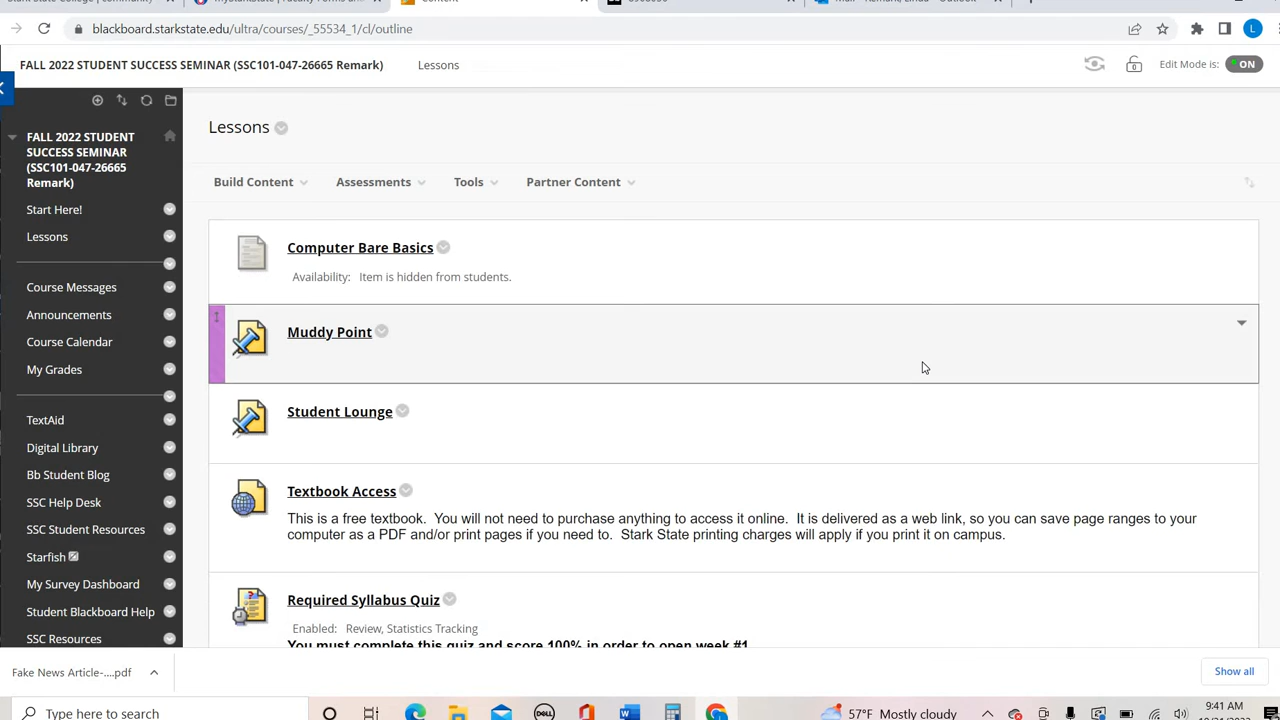 blackboard.starkstate.edu/ultra/courses/_55534_1/cl/outline
L
FALL 2022 STUDENT SUCCESS SEMINAR (SSC101-047-26665 Remark)
Lessons
Edit Mode is:
ON
FALL 2022 STUDENT
SUCCESS SEMINAR
(SSC101-047-26665
Remark)
Start Here!
Lessons
Course Messages
Announcements
Course Calendar
My Grades
TextAid
Digital Library
Bb Student Blog
SSC Help Desk
SSC Student Resources
Starfish
My Survey Dashboard
Student Blackboard Help
SSC Resources
Lessons
Build Content
Assessments
Tools
Partner Content
Computer Bare Basics
Availability: Item is hidden from students.
Muddy Point
Student Lounge
Textbook Access
This is a free textbook. You will not need to purchase anything to access it online. It is delivered as a web link, so you can save page ranges to your
computer as a PDF and/or print pages if you need to. Stark State printing charges will apply if you print it on campus.
Required Syllabus Quiz
Enabled: Review, Statistics Tracking
You must complete this quiz and score 100% in order to open week #1
Fake News Article-....pdf
Show all
Type here to search
DELL
57°F Mostly cloudy
9:41 AM